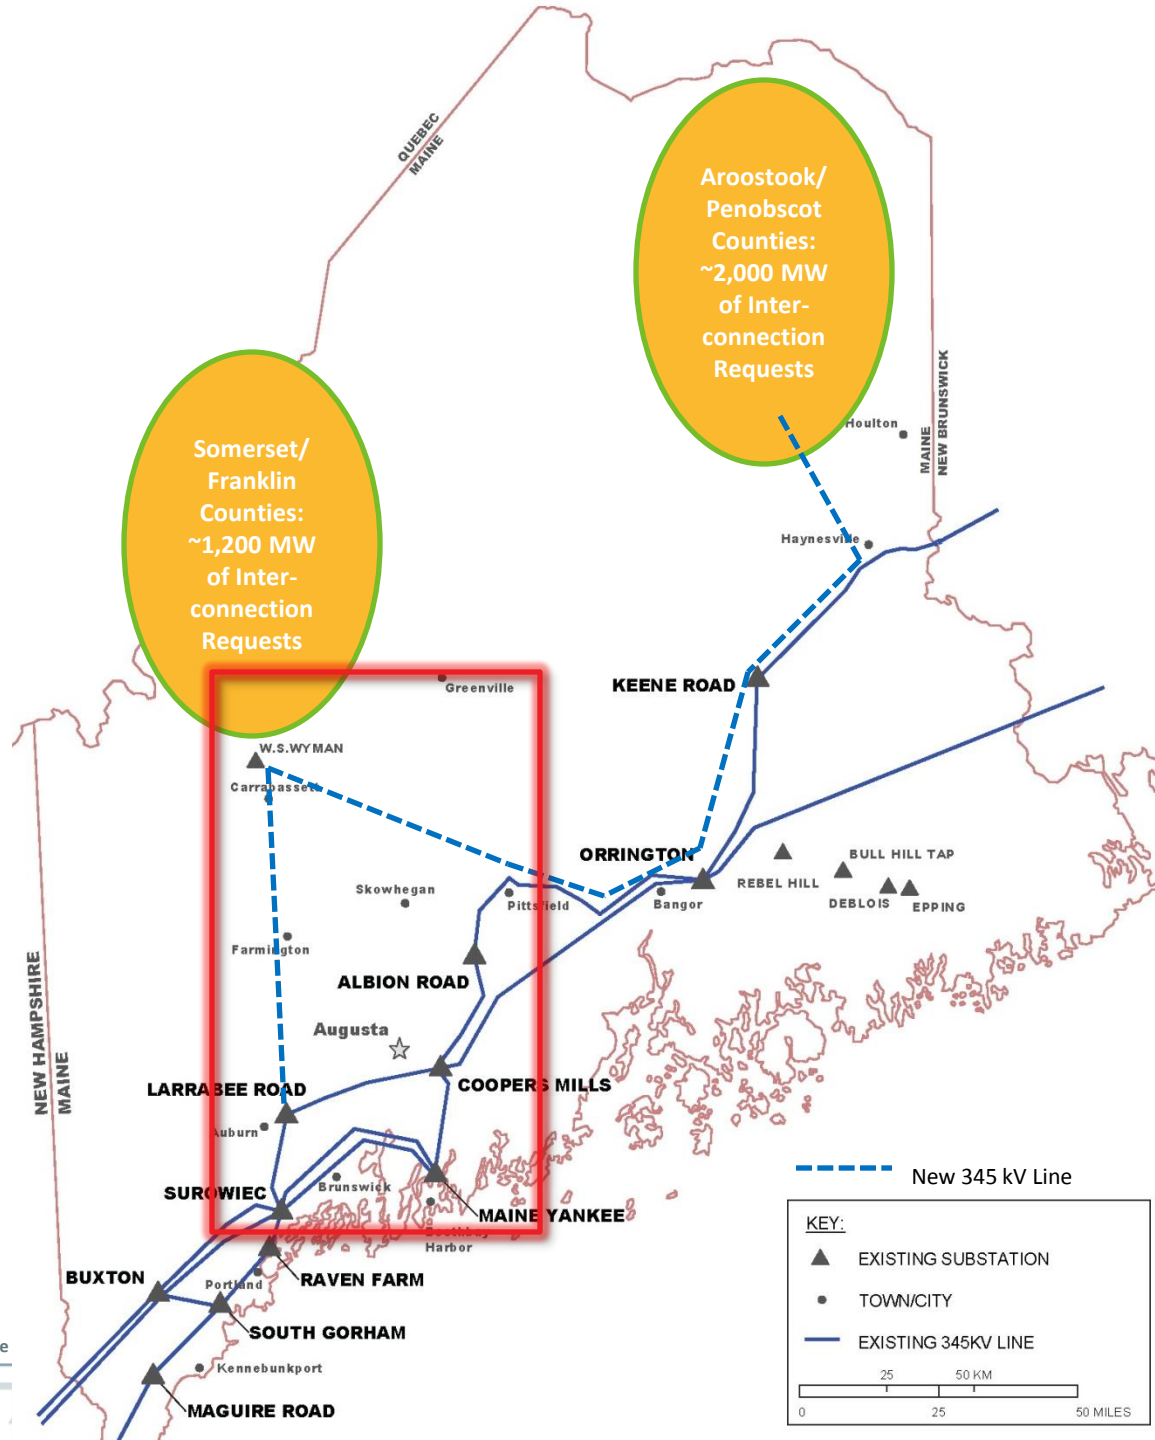 QUEBEC
MAINE
Aroostook/
Penobscot
Counties:
~2,000 MW
of Inter-
connection
Requests
MAINE
NEW BRUNSWICK
Houlton
Somerset/
Franklin
Counties:
~1,200 MW
of Inter-
connection
Requests
Haynesville
KEENE ROAD
Greenville
W.S.WYMAN
Carrabassett
ORRINGTON
REBEL HILL
BULL HILL TAP
DEBLOIS
EPPING
Skowhegan
Pittsfield
Bangor
Farmington
ALBION ROAD
NEW HAMPSHIRE
MAINE
Augusta
COOPERS MILLS
LARRABEE ROAD
Auburn
SUROWIEC
Brunswick
MAINE YANKEE
Boothbay
Harbor
New 345 kV Line
BUXTON
Portland
RAVEN FARM
SOUTH GORHAM
Kennebunkport
MAGUIRE ROAD
KEY:
EXISTING SUBSTATION
TOWN/CITY
EXISTING 345KV LINE
25 50 KM
0 25 50 MILES
e